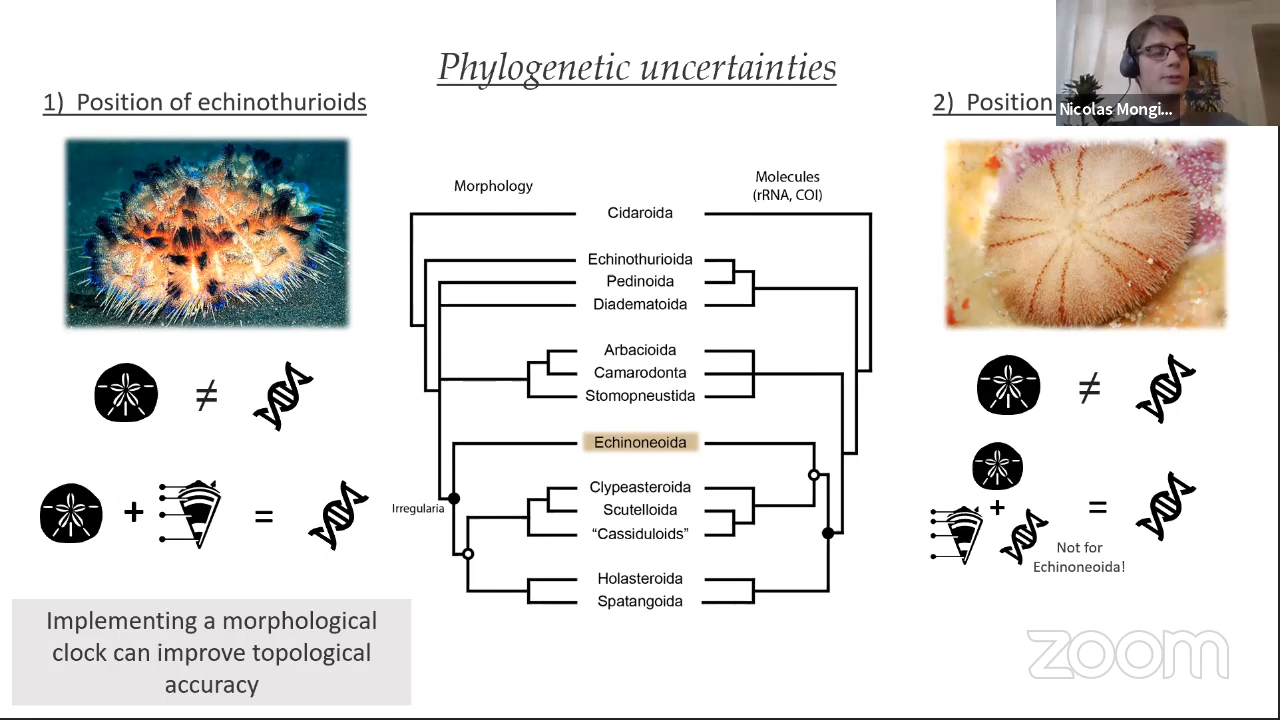 Phylogenetic uncertainties
1) Position of echinothurioids
2) Position
Nicolas Mongi...
Morphology
Molecules
(rRNA, COI)
Cidaroida
Echinothurioida
Pedinoida
Diadematoida
Arbacioida
Camarodonta
Stomopneustida
Echinoneoida
Clypeasteroida
Scutelloida
“Cassiduloids”
Holasteroida
Spatangoida
Irregularia
≠
≠
+
=
+
=
Not for
Echinoneoida!
Implementing a morphological
clock can improve topological
accuracy
zoom